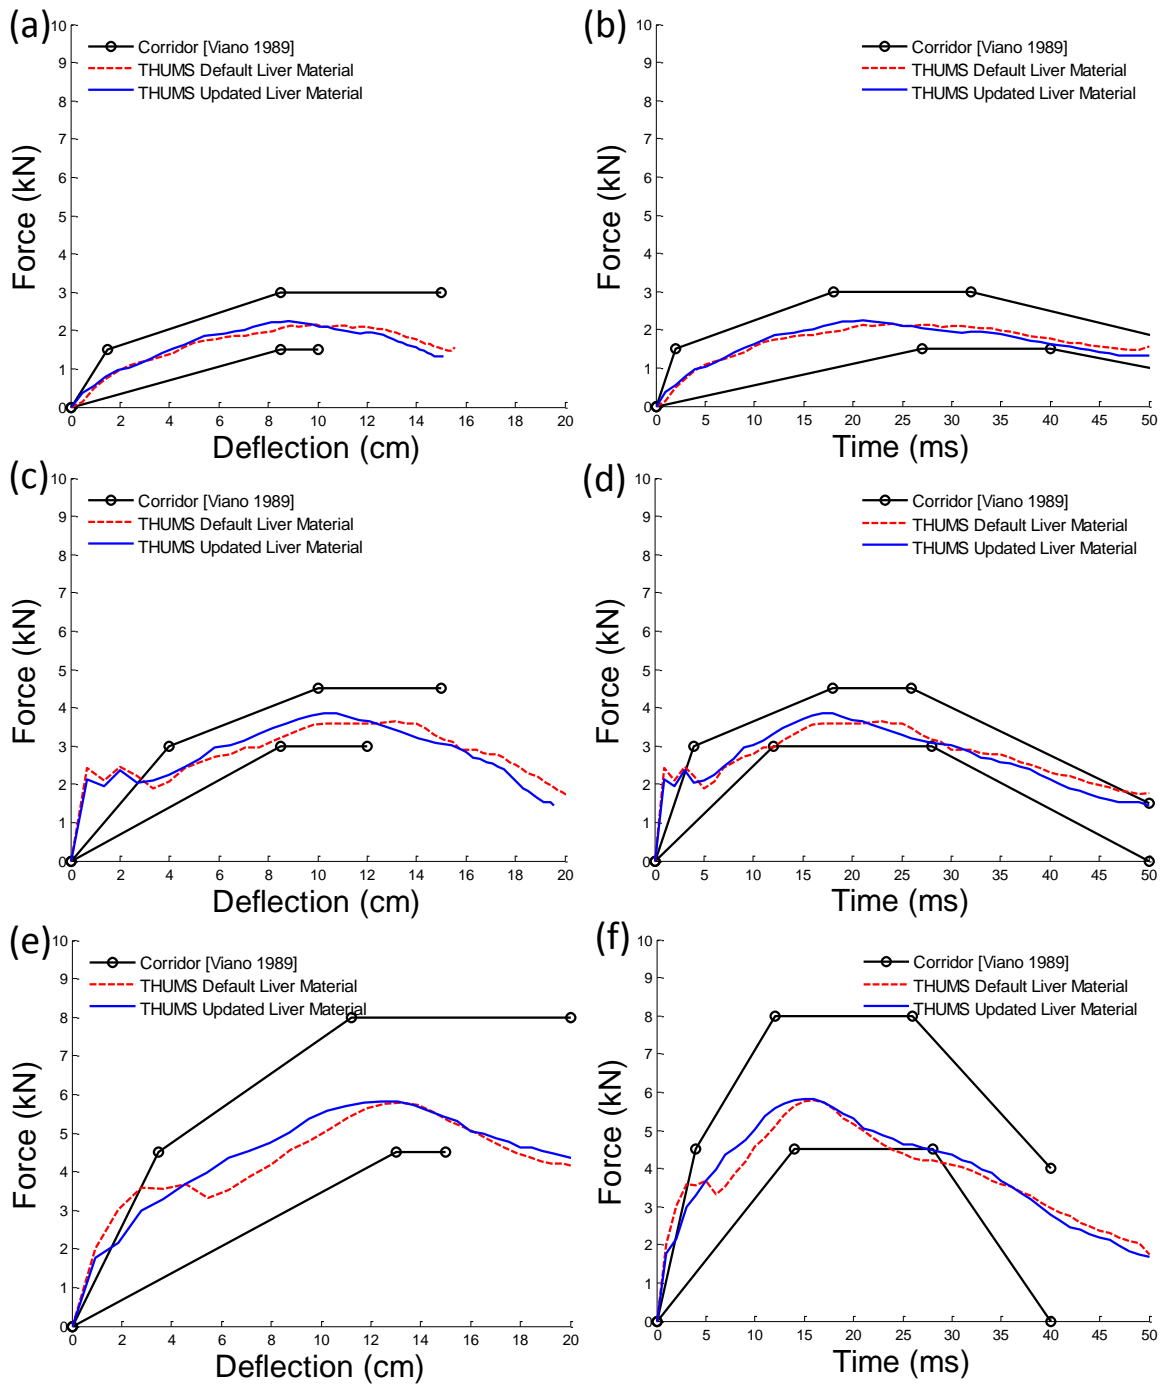 (a)
10
9
8
7
6
5
4
3
2
1
0
Force (kN)
Corridor [Viano 1989]
THUMS Default Liver Material
THUMS Updated Liver Material
0 2 4 6 8 10 12 14 16 18 20
Deflection (cm)
(b)
10
9
8
7
6
5
4
3
2
1
0
Force (kN)
Corridor [Viano 1989]
THUMS Default Liver Material
THUMS Updated Liver Material
0 5 10 15 20 25 30 35 40 45 50
Time (ms)
(c)
10
9
8
7
6
5
4
3
2
1
0
Force (kN)
Corridor [Viano 1989]
THUMS Default Liver Material
THUMS Updated Liver Material
0 2 4 6 8 10 12 14 16 18 20
Deflection (cm)
(d)
10
9
8
7
6
5
4
3
2
1
0
Force (kN)
Corridor [Viano 1989]
THUMS Default Liver Material
THUMS Updated Liver Material
0 5 10 15 20 25 30 35 40 45 50
Time (ms)
(e)
10
9
8
7
6
5
4
3
2
1
0
Force (kN)
Corridor [Viano 1989]
THUMS Default Liver Material
THUMS Updated Liver Material
0 2 4 6 8 10 12 14 16 18 20
Deflection (cm)
(f)
10
9
8
7
6
5
4
3
2
1
0
Force (kN)
Corridor [Viano 1989]
THUMS Default Liver Material
THUMS Updated Liver Material
0 5 10 15 20 25 30 35 40 45 50
Time (ms)